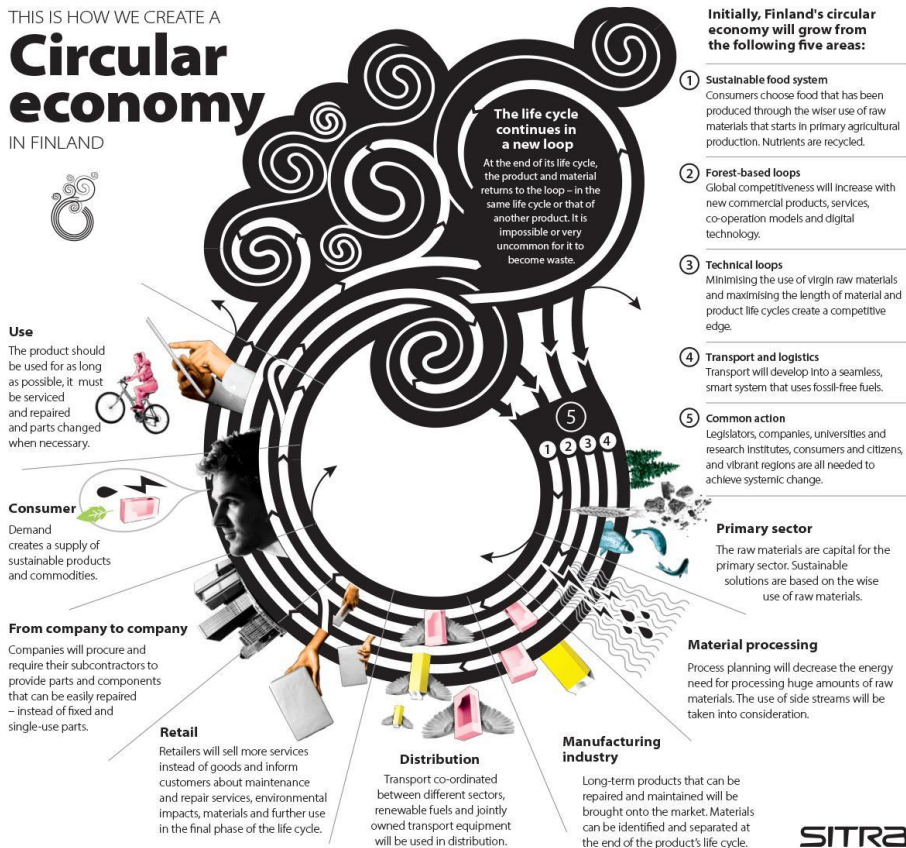 THIS IS HOW WE CREATE A
Circular
economy
IN FINLAND
The life cycle
continues in
a new loop
At the end of its life cycle,
the product and material
returns to the loop – in the
same life cycle or that of
another product. It is
impossible or very
uncommon for it to
become waste.
Initially, Finland's circular
economy will grow from
the following five areas:
1 Sustainable food system
Consumers choose food that has been
produced through the wiser use of raw
materials that starts in primary agricultural
production. Nutrients are recycled.
2 Forest-based loops
Global competitiveness will increase with
new commercial products, services,
co-operation models and digital
technology.
3 Technical loops
Minimising the use of virgin raw materials
and maximising the length of material and
product life cycles create a competitive
edge.
4 Transport and logistics
Transport will develop into a seamless,
smart system that uses fossil-free fuels.
5 Common action
Legislators, companies, universities and
research institutes, consumers and citizens,
and vibrant regions are all needed to
achieve systemic change.
5
1 2 3 4
Primary sector
The raw materials are capital for the
primary sector. Sustainable
solutions are based on the wise
use of raw materials.
Material processing
Process planning will decrease the energy
need for processing huge amounts of raw
materials. The use of side streams will be
taken into consideration.
Manufacturing
industry
Long-term products that can be
repaired and maintained will be
brought onto the market. Materials
can be identified and separated at
the end of the product's life cycle.
Distribution
Transport co-ordinated
between different sectors,
renewable fuels and jointly
owned transport equipment
will be used in distribution.
Retail
Retailers will sell more services
instead of goods and inform
customers about maintenance
and repair services, environmental
impacts, materials and further use
in the final phase of the life cycle.
From company to company
Companies will procure and
require their subcontractors to
provide parts and components
that can be easily repaired
– instead of fixed and
single-use parts.
Consumer
Demand
creates a supply of
sustainable products
and commodities.
Use
The product should
be used for as long
as possible, it must
be serviced
and repaired
and parts changed
when necessary.
SITRA